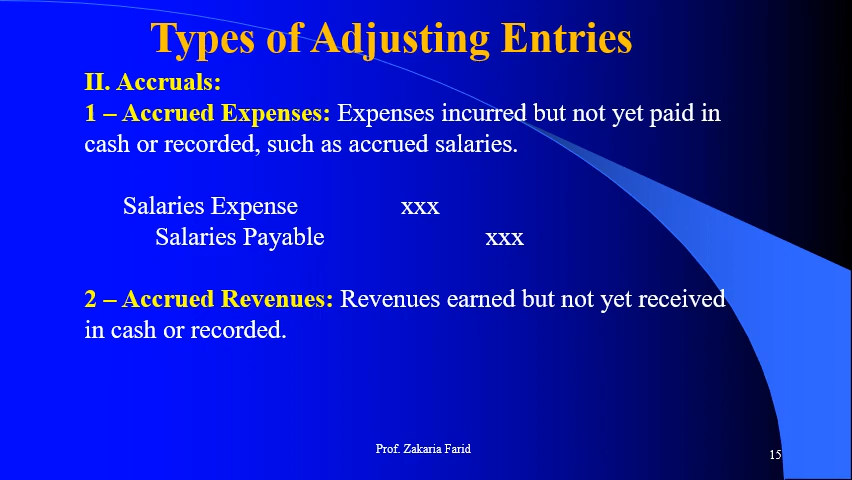 Types of Adjusting Entries
II. Accruals:
1 – Accrued Expenses: Expenses incurred but not yet paid in
cash or recorded, such as accrued salaries.
Salaries Expense xxx
Salaries Payable xxx
2 – Accrued Revenues: Revenues earned but not yet received
in cash or recorded.
Prof. Zakaria Farid
15